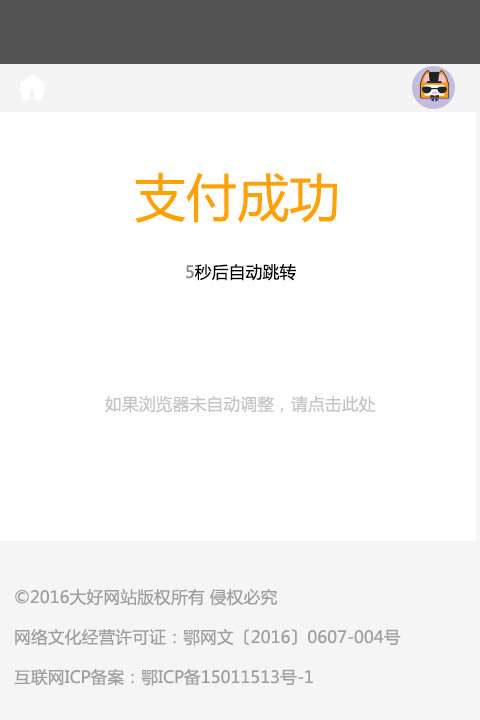 支付成功
5秒后自动跳转
如果浏览器未自动调整，请点击此处
©2016大好网站版权所有 侵权必究
网络文化经营许可证：鄂网文〔2016〕0607-004号
互联网ICP备案：鄂ICP备15011513号-1